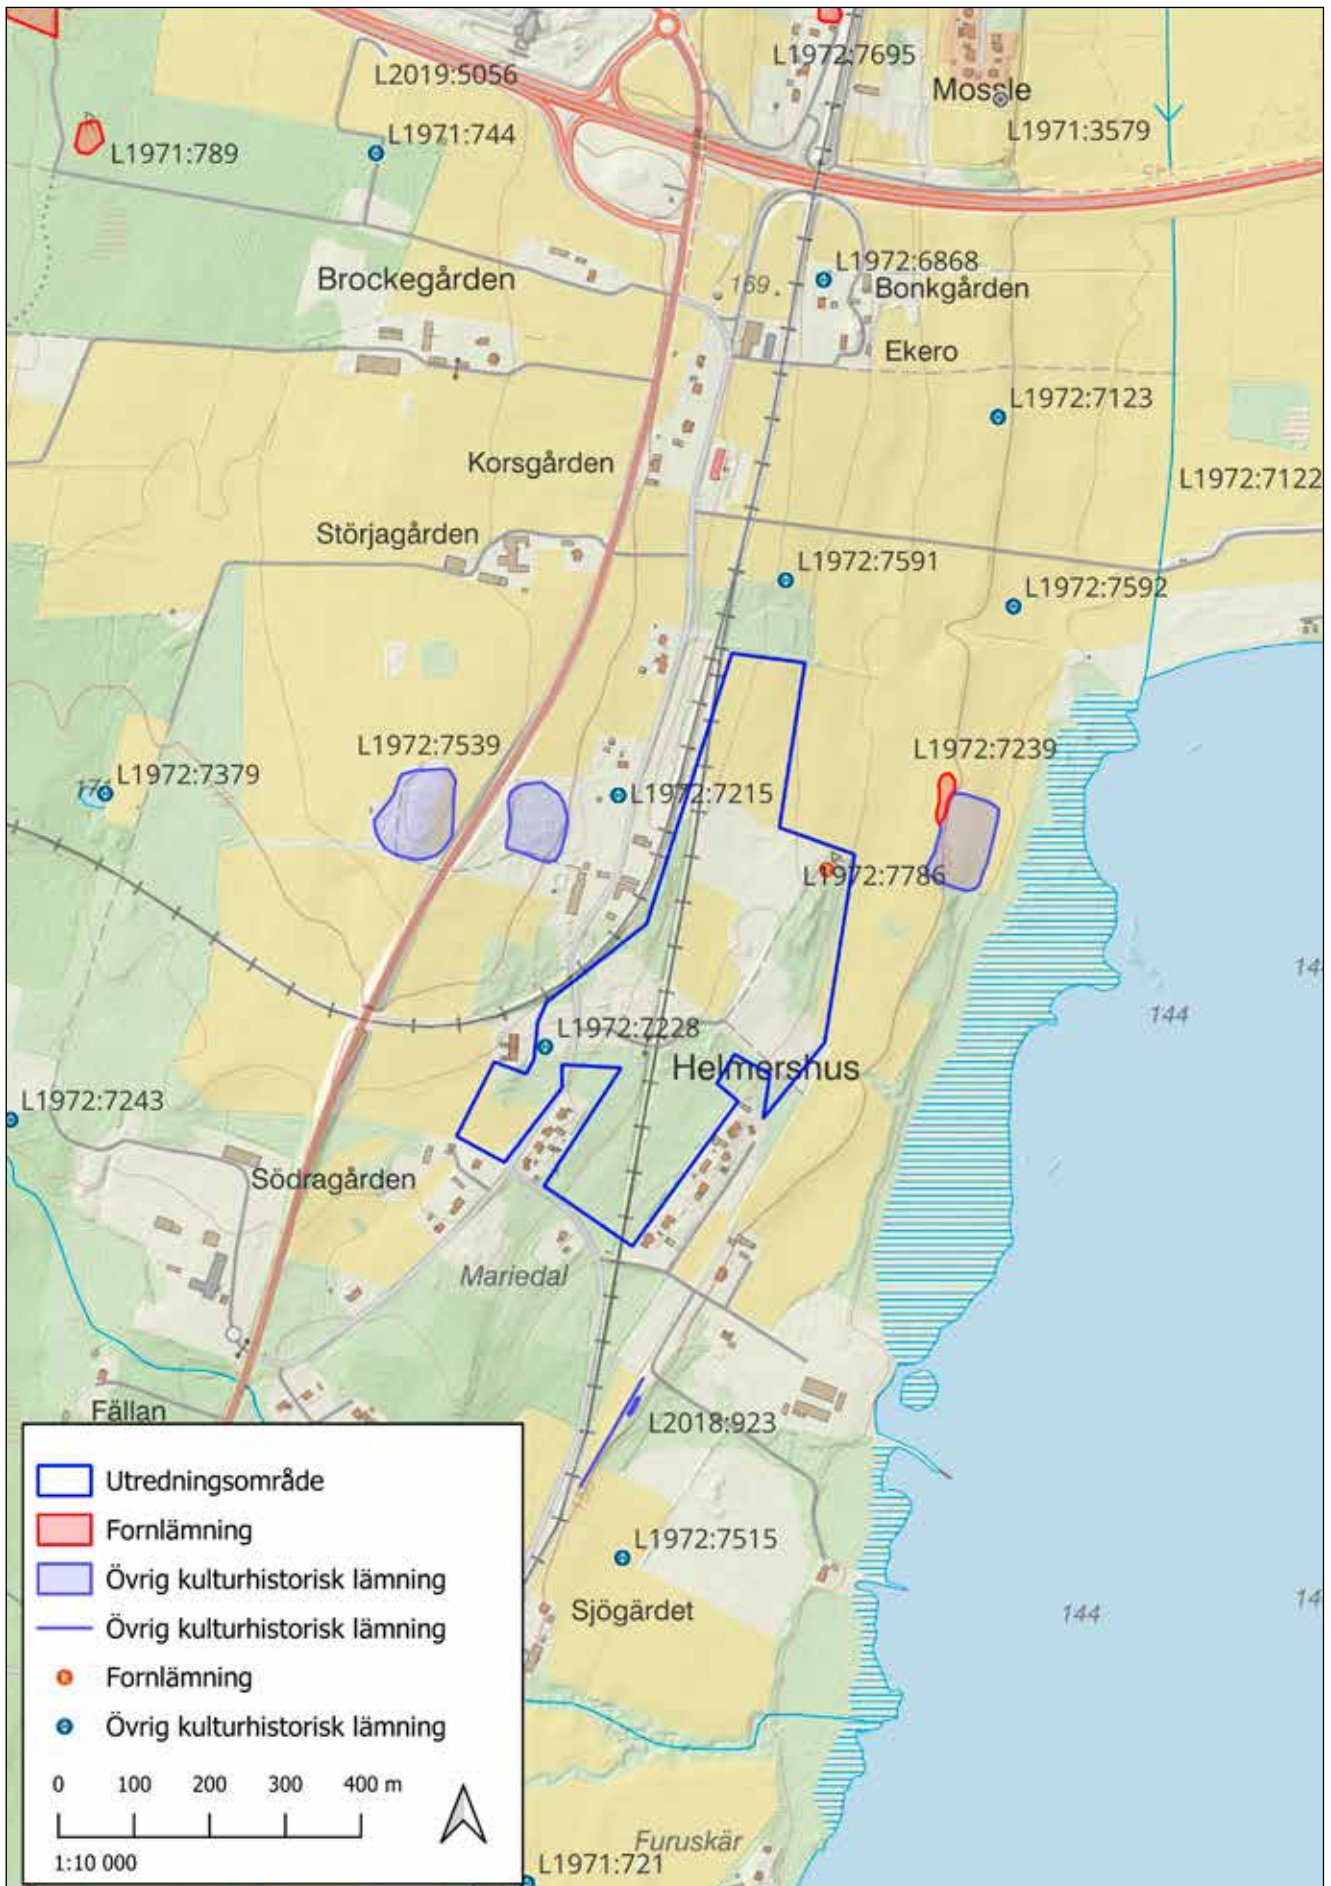 L1972:7695
L2019:5056
Mossle
L1971:744
L1971:3579
L1971:789
L1972:6868
Brockegården
169
Bonkgården
Ekero
L1972:7123
Korsgården
L1972:7122
Störjagården
L1972:7591
L1972:7592
L1972:7539
L1972:7239
L1972:7379
L1972:7215
L1972:7786
144
L1972:7228
Helmershus
L1972:7243
Södragården
Mariedal
Fällan
L2018:923
L1972:7515
Sjögärdet
144
Utredningsområde
Fornlämning
Övrig kulturhistorisk lämning
Övrig kulturhistorisk lämning
Fornlämning
Övrig kulturhistorisk lämning
0 100 200 300 400 m
1:10 000
Furuskär
L1971:721